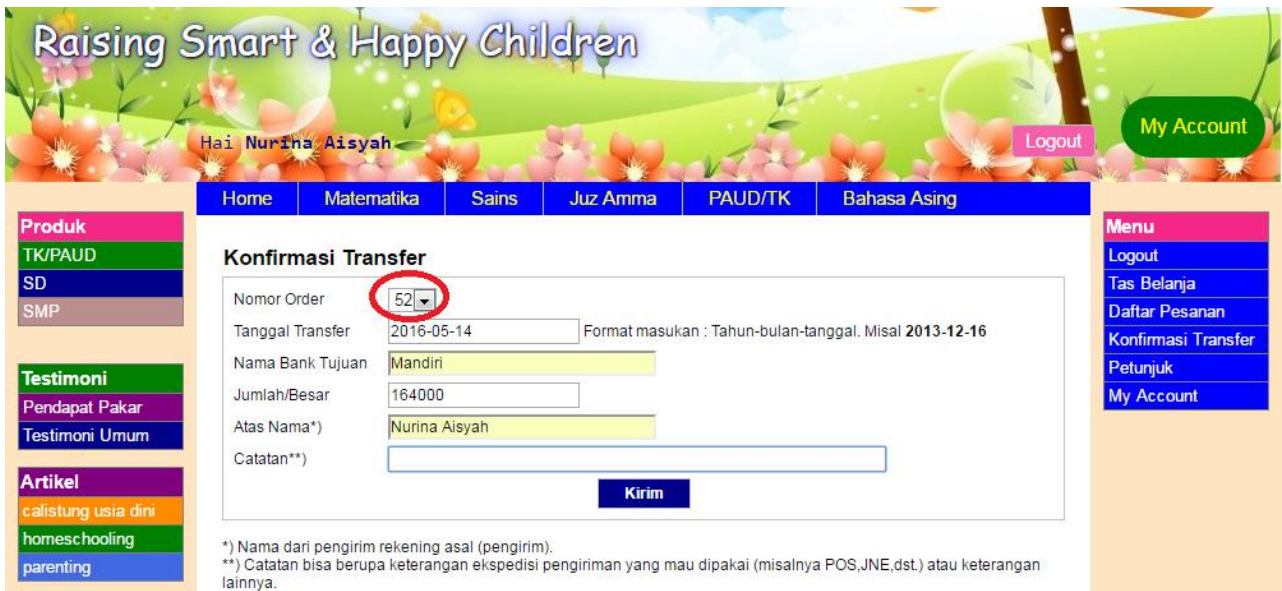 Raising Smart & Happy Children
Hai Nurina Aisyah
Logout
My Account
Home Matematika Sains Juz Amma PAUD/TK Bahasa Asing
Produk
TK/PAUD
SD
SMP
Testimoni
Pendapat Pakar
Testimoni Umum
Artikel
calistung usia dini
homeschooling
parenting
Konfirmasi Transfer
Nomor Order 52
Tanggal Transfer 2016-05-14 Format masukan : Tahun-bulan-tanggal. Misal 2013-12-16
Nama Bank Tujuan Mandiri
Jumlah/Besar 164000
Atas Nama*) Nurina Aisyah
Catatan**)
Kirim
*) Nama dari pengirim rekening asal (pengirim).
**) Catatan bisa berupa keterangan ekspedisi pengiriman yang mau dipakai (misalnya POS,JNE,dst.) atau keterangan
lainnya.
Menu
Logout
Tas Belanja
Daftar Pesanan
Konfirmasi Transfer
Petunjuk
My Account